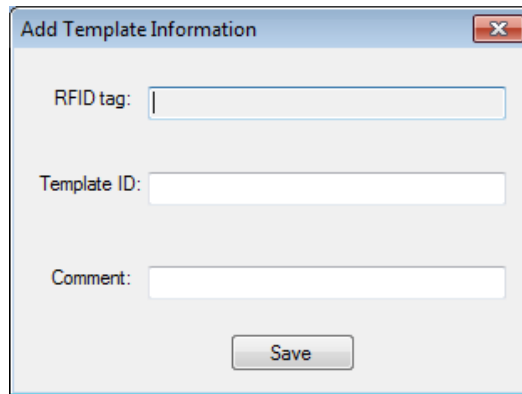 Add Template Information
RFID tag:
Template ID:
Comment:
Save